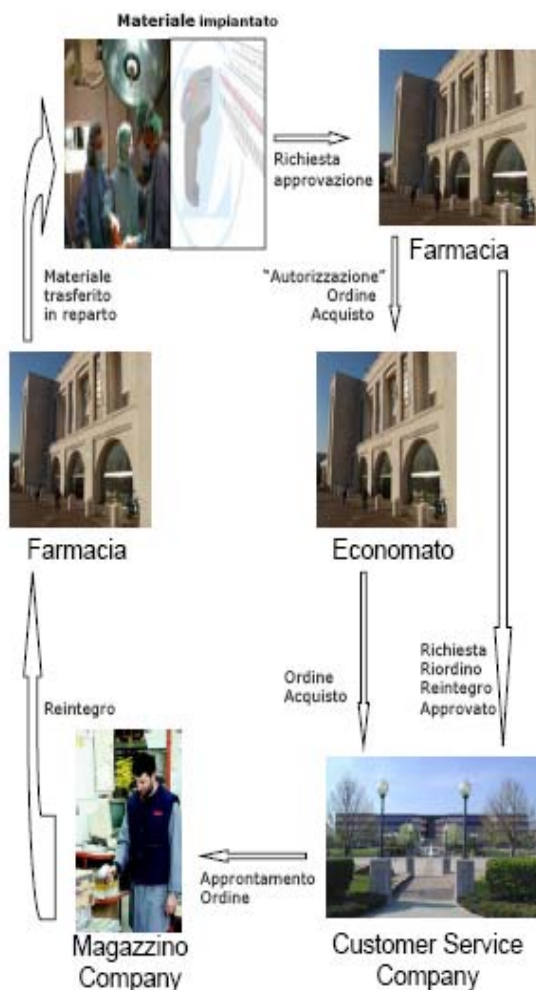 Materiale impiantato
Richiesta
approvazione
Farmacia
Materiale
trasferito
in reparto
"Autorizzazione"
Ordine
Acquisto
Farmacia
Economato
Reintegro
Ordine
Acquisto
Richiesta
Riordino
Reintegro
Approvato
Approntamento
Ordine
Magazzino
Company
Customer Service
Company